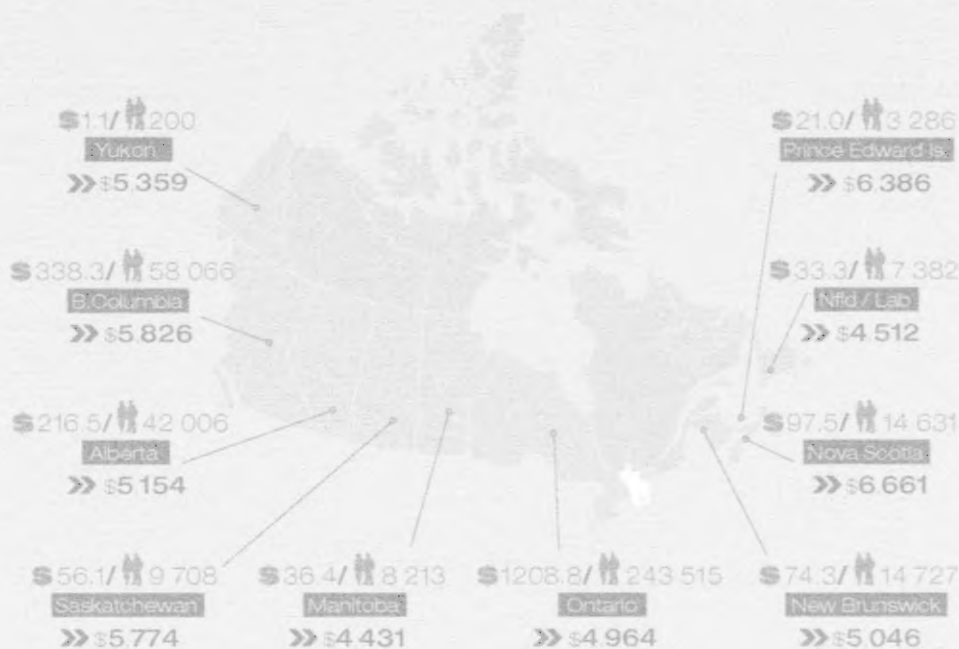 $1.1/ 200
Yukon
>> $5.359
$21.0/ 3 286
Prince Edward Is.
>> $6.386
$338.3/ 58 066
B.Columbia
>> $5.826
$33.3/ 7 382
Nfld / Lab
>> $4.512
$216.5/ 42 006
Alberta
>> $5 154
$97.5/ 14 631
Nova Scotia
>> $6.661
$56.1/ 9 708
Saskatchewan
>> $5.774
$36.4/ 8 213
Manitoba
>> $4.431
$1208.8/ 243 515
Ontario
>> $4.964
$74.3/ 14 727
New Brunswick
>> $5.046